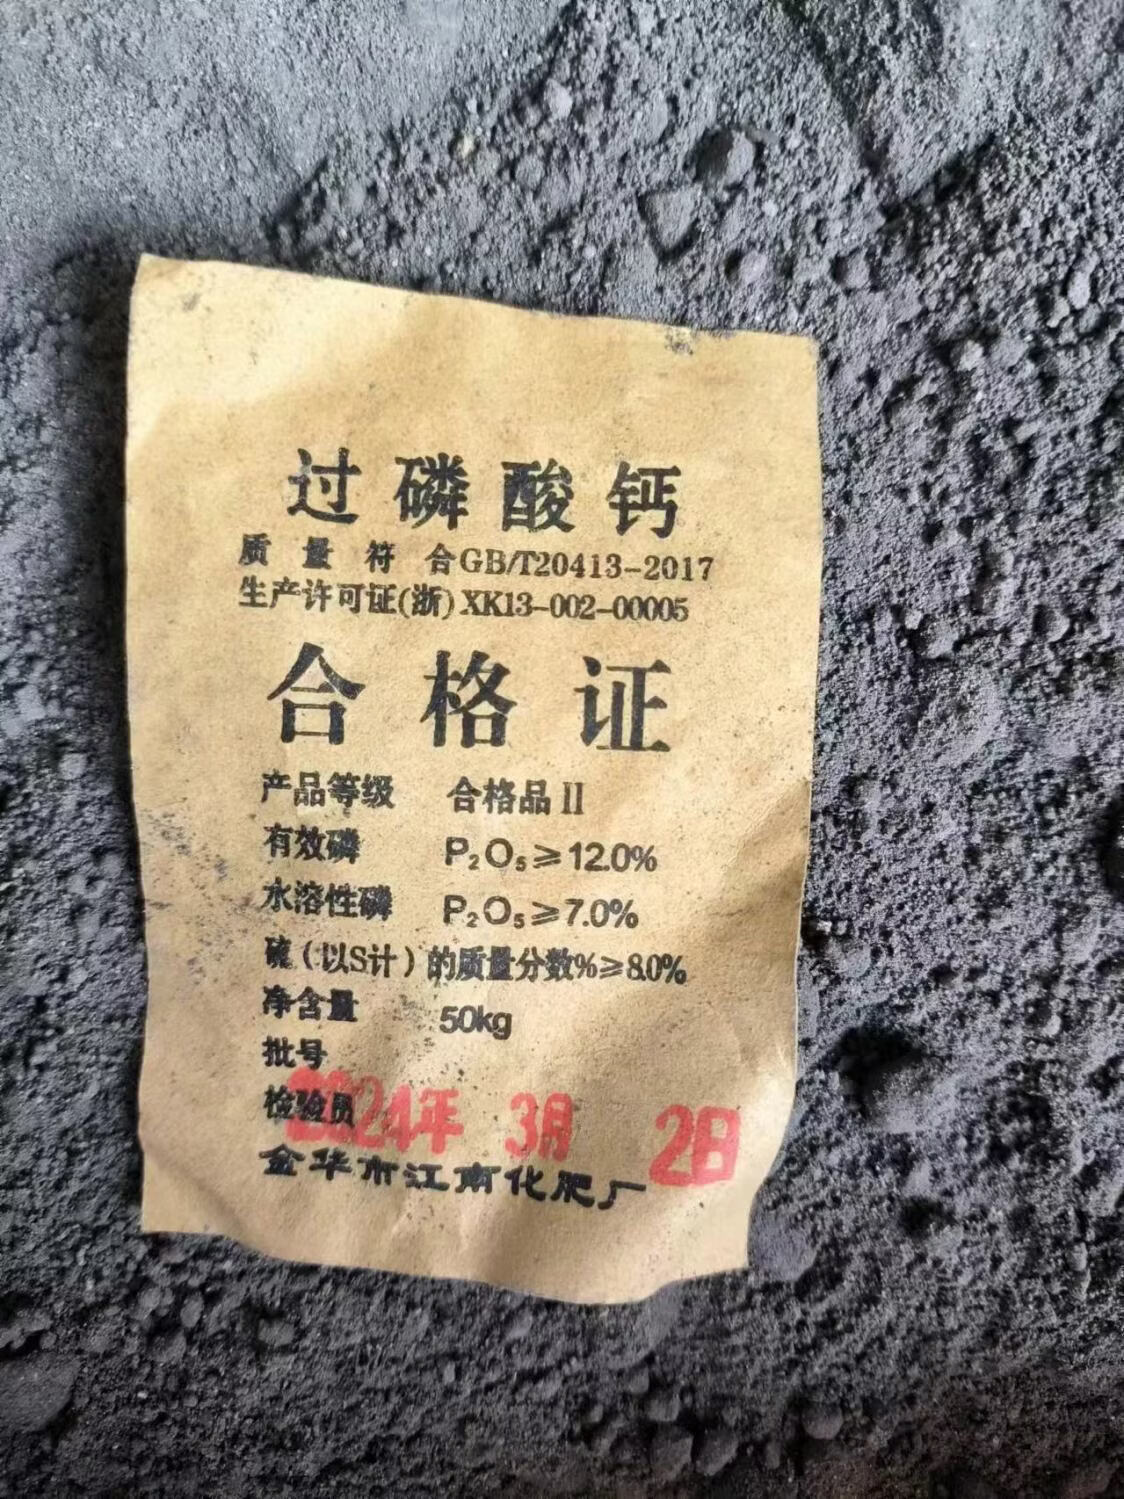 过磷酸钙
质量符合GB/T20413-2017
生产许可证(浙)XK13-002-00005
合格证
产品等级 合格品Ⅱ
有效磷 P₂O₅≥12.0%
水溶性磷 P₂O₅≥7.0%
硫（以S计）的质量分数%≥8.0%
净含量 50kg
批号
检验员
2024年 3月 2日
金华市江南化肥厂